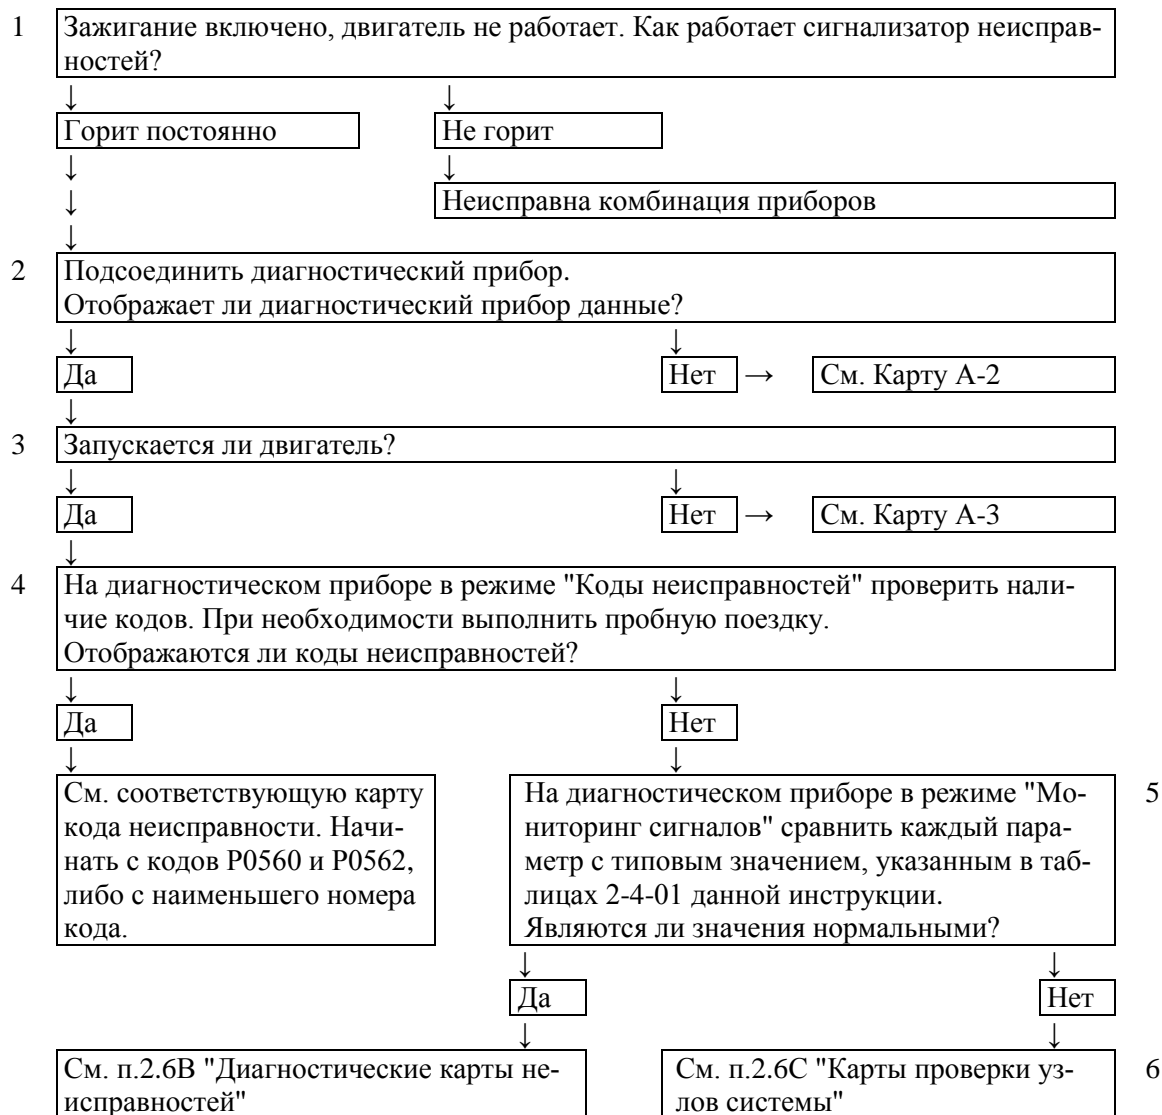 1 Зажигание включено, двигатель не работает. Как работает сигнализатор неисправ-
ностей?
↓ ↓
Горит постоянно Не горит
↓ ↓
↓ Неисправна комбинация приборов
↓
2 Подсоединить диагностический прибор.
Отображает ли диагностический прибор данные?
↓ ↓
Да Нет → См. Карту А-2
↓
3 Запускается ли двигатель?
↓ ↓
Да Нет → См. Карту А-3
↓
4 На диагностическом приборе в режиме "Коды неисправностей" проверить нали-
чие кодов. При необходимости выполнить пробную поездку.
Отображаются ли коды неисправностей?
↓ ↓
Да Нет
↓ ↓
См. соответствующую карту
кода неисправности. Начи-
нать с кодов Р0560 и Р0562,
либо с наименьшего номера
кода.
На диагностическом приборе в режиме "Мо- 5
ниторинг сигналов" сравнить каждый пара-
метр с типовым значением, указанным в таб-
лицах 2-4-01 данной инструкции.
Являются ли значения нормальными?
↓ ↓
Да Нет
↓ ↓
См. п.2.6В "Диагностические карты не-
исправностей"
См. п.2.6С "Карты проверки уз- 6
лов системы"